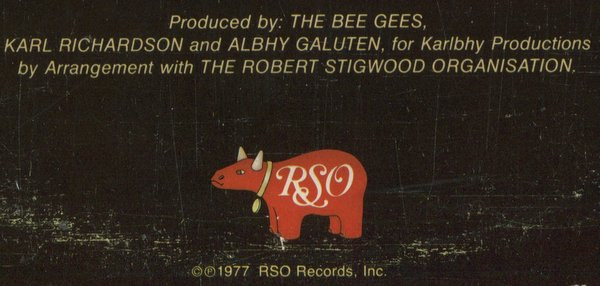 Produced by: THE BEE GEES,
KARL RICHARDSON and ALBHY GALUTEN, for Karlbhy Productions
by Arrangement with THE ROBERT STIGWOOD ORGANISATION.
RSO
©℗1977 RSO Records, Inc.